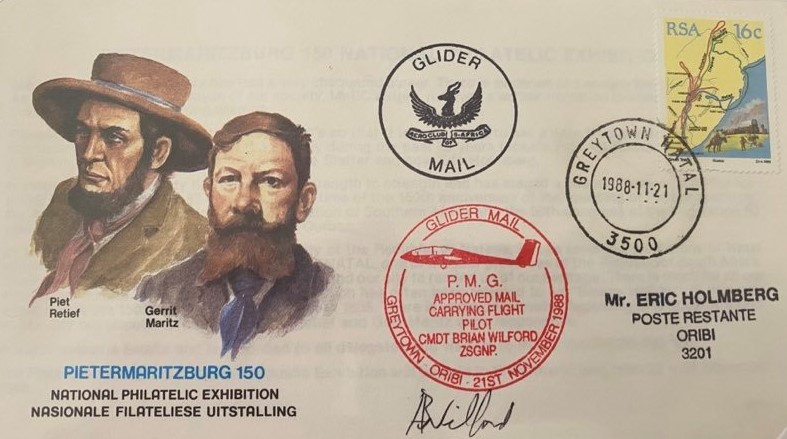 GLIDER
AERO CLUB OF S·AFRICA
MAIL
RSA 16c
GREYTOWN NATAL
1988-11-21
3500
Piet
Retief
Gerrit
Maritz
GLIDER MAIL
P. M. G.
APPROVED MAIL
CARRYING FLIGHT
PILOT
CMDT BRIAN WILFORD
ZSGNP.
GREYTOWN - ORIBI - 21ST NOVEMBER 1988
Mr. ERIC HOLMBERG
POSTE RESTANTE
ORIBI
3201
PIETERMARITZBURG 150
NATIONAL PHILATELIC EXHIBITION
NASIONALE FILATELIESE UITSTALLING
BWilford